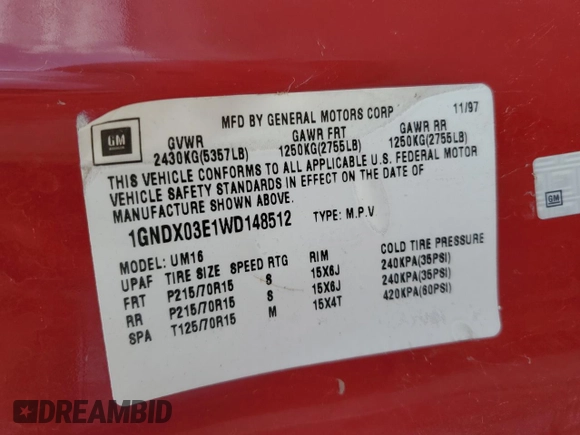 MFD BY GENERAL MOTORS CORP 11/97
GM
GVWR GAWR FRT GAWR RR
2430KG(5357LB) 1250KG(2755LB) 1250KG(2755LB)
THIS VEHICLE CONFORMS TO ALL APPLICABLE U.S. FEDERAL MOTOR
VEHICLE SAFETY STANDARDS IN EFFECT ON THE DATE OF
MANUFACTURE SHOWN ABOVE.
1GNDX03E1WD148512 TYPE: M.P.V
MODEL: UM16
UPAF TIRE SIZE SPEED RTG RIM COLD TIRE PRESSURE
FRT P215/70R15 S 15X6J 240KPA(35PSI)
RR P215/70R15 S 15X6J 240KPA(35PSI)
SPA T125/70R15 M 15X4T 420KPA(60PSI)
GM
DREAMBID